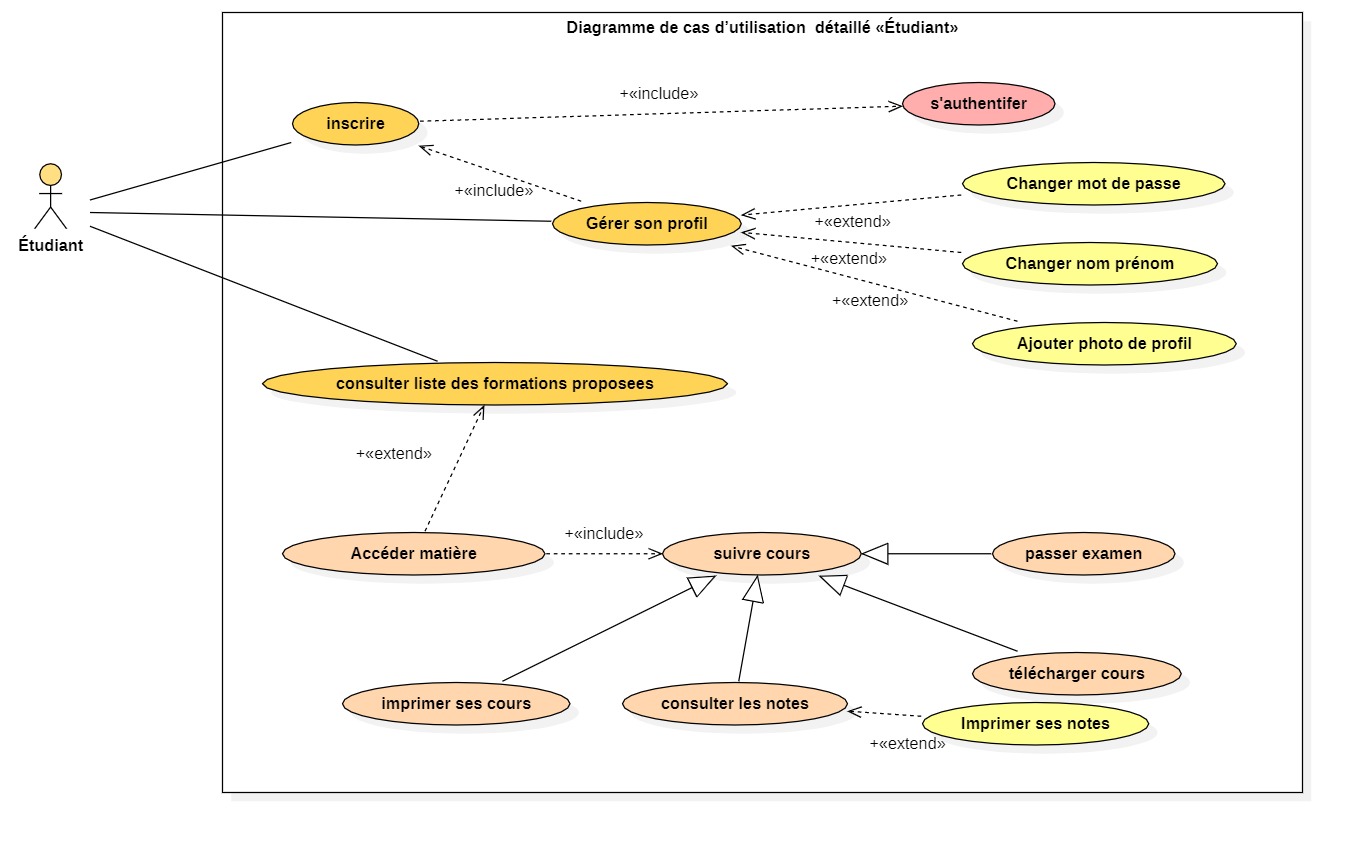 Diagramme de cas d’utilisation  détaillé «Étudiant»
+«include»
s'authentifer
inscrire
+«include»
Changer mot de passe
Étudiant
Gérer son profil
+«extend»
+«extend»
Changer nom prénom
+«extend»
Ajouter photo de profil
consulter liste des formations proposees
+«extend»
+«include»
Accéder matière
suivre cours
passer examen
télécharger cours
imprimer ses cours
consulter les notes
Imprimer ses notes
+«extend»